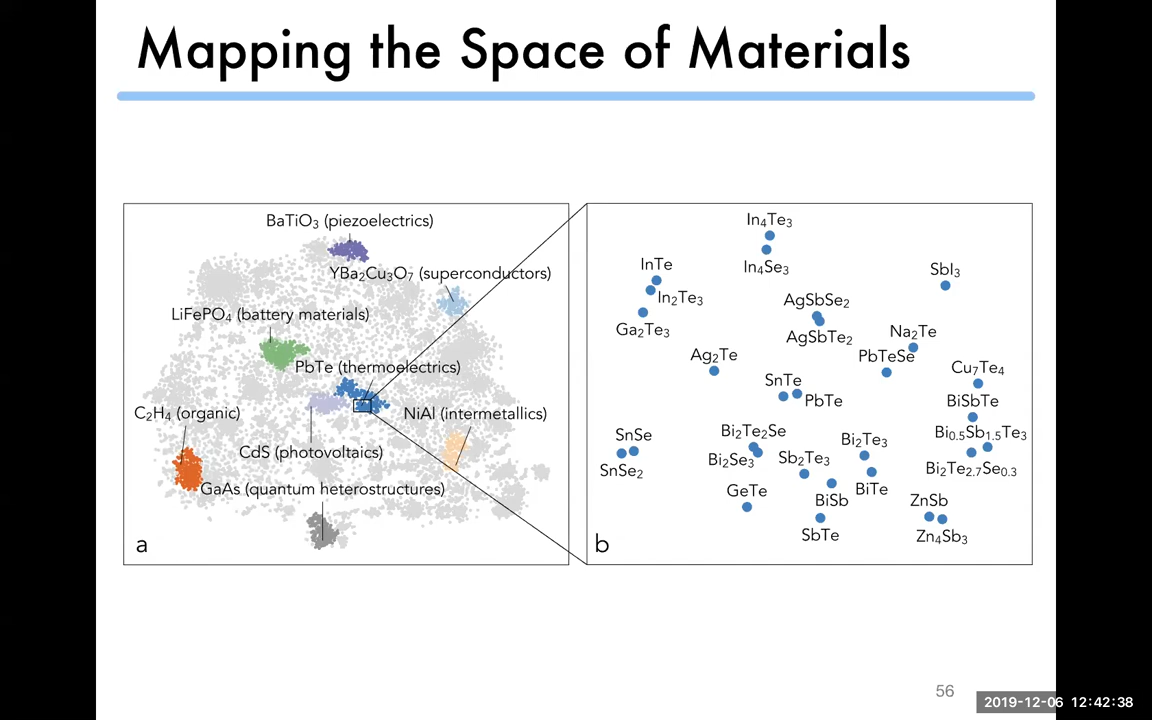 Mapping the Space of Materials
BaTiO₃ (piezoelectrics)
YBa₂Cu₃O₇ (superconductors)
LiFePO₄ (battery materials)
PbTe (thermoelectrics)
C₂H₄ (organic)
NiAl (intermetallics)
CdS (photovoltaics)
GaAs (quantum heterostructures)
a
In₄Te₃
In₄Se₃
InTe
In₂Te₃
Ga₂Te₃
SbI₃
AgSbSe₂
AgSbTe₂
Na₂Te
PbTeSe
Ag₂Te
Cu₇Te₄
SnTe
PbTe
BiSbTe
SnSe
SnSe₂
Bi₂Te₂Se
Bi₂Se₃
Sb₂Te₃
Bi₂Te₃
Bi₀.₅Sb₁.₅Te₃
Bi₂Te₂.₇Se₀.₃
GeTe
BiSb
BiTe
ZnSb
SbTe
Zn₄Sb₃
b
56
2019-12-06 12:42:38